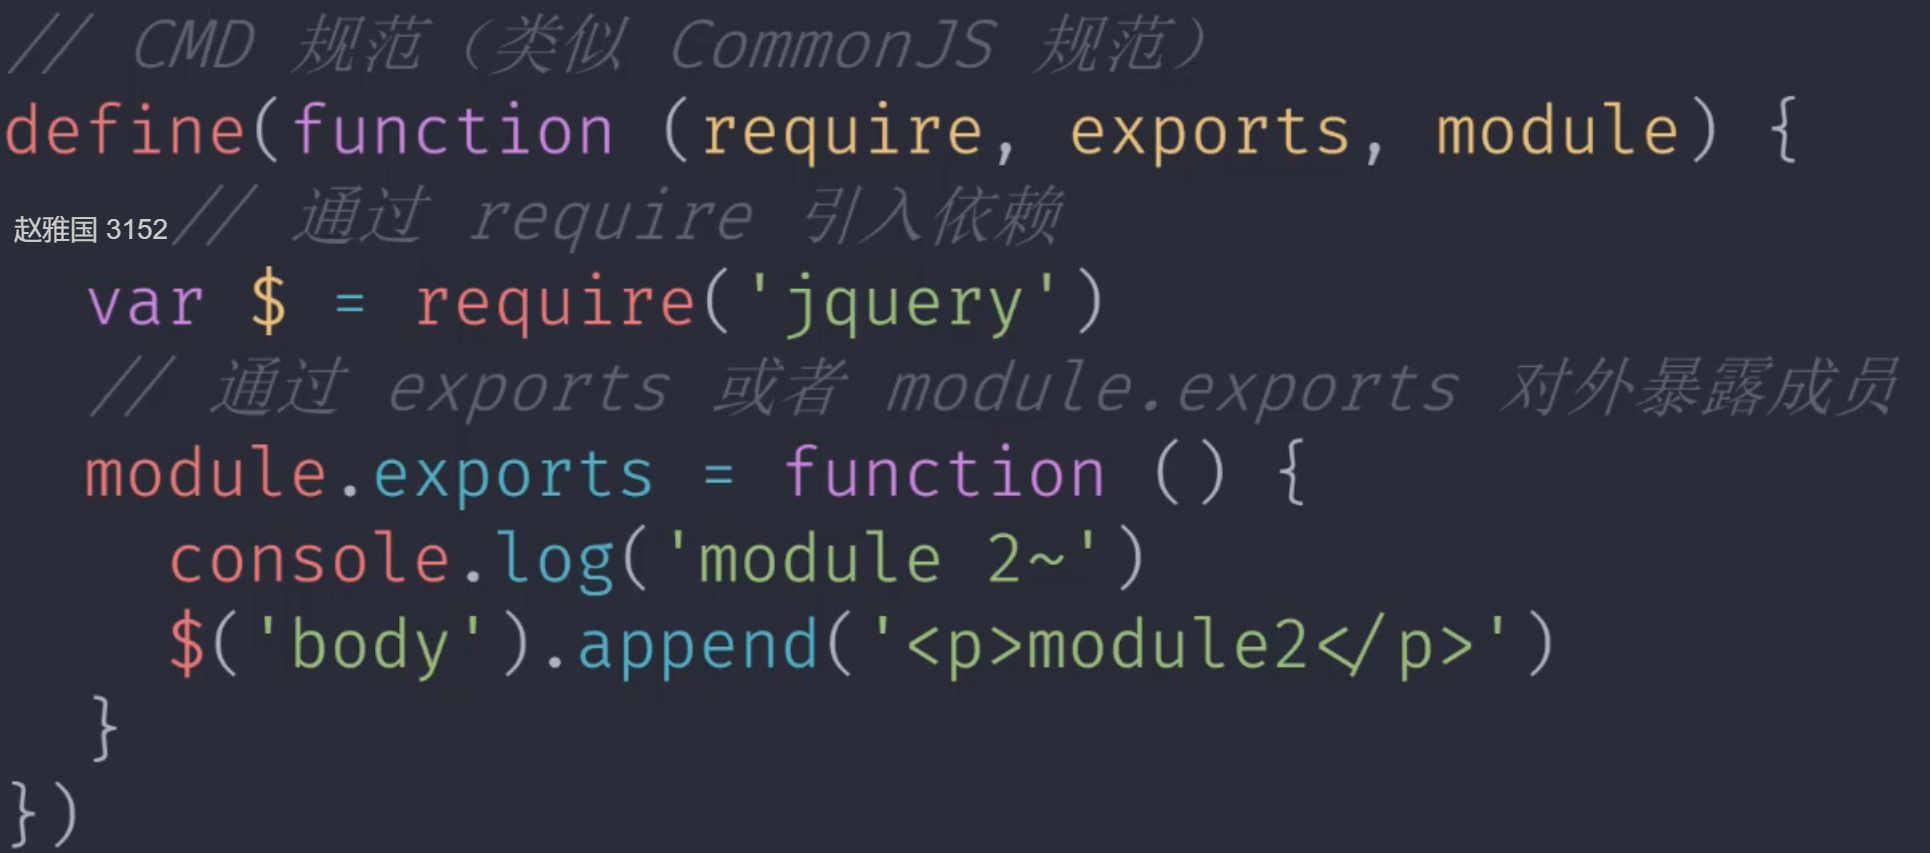 // CMD 规范（类似 CommonJS 规范）
define(function (require, exports, module) {
赵雅国 3152
// 通过 require 引入依赖
var $ = require('jquery')
// 通过 exports 或者 module.exports 对外暴露成员
module.exports = function () {
console.log('module 2~')
$('body').append('<p>module2</p>')
}
})